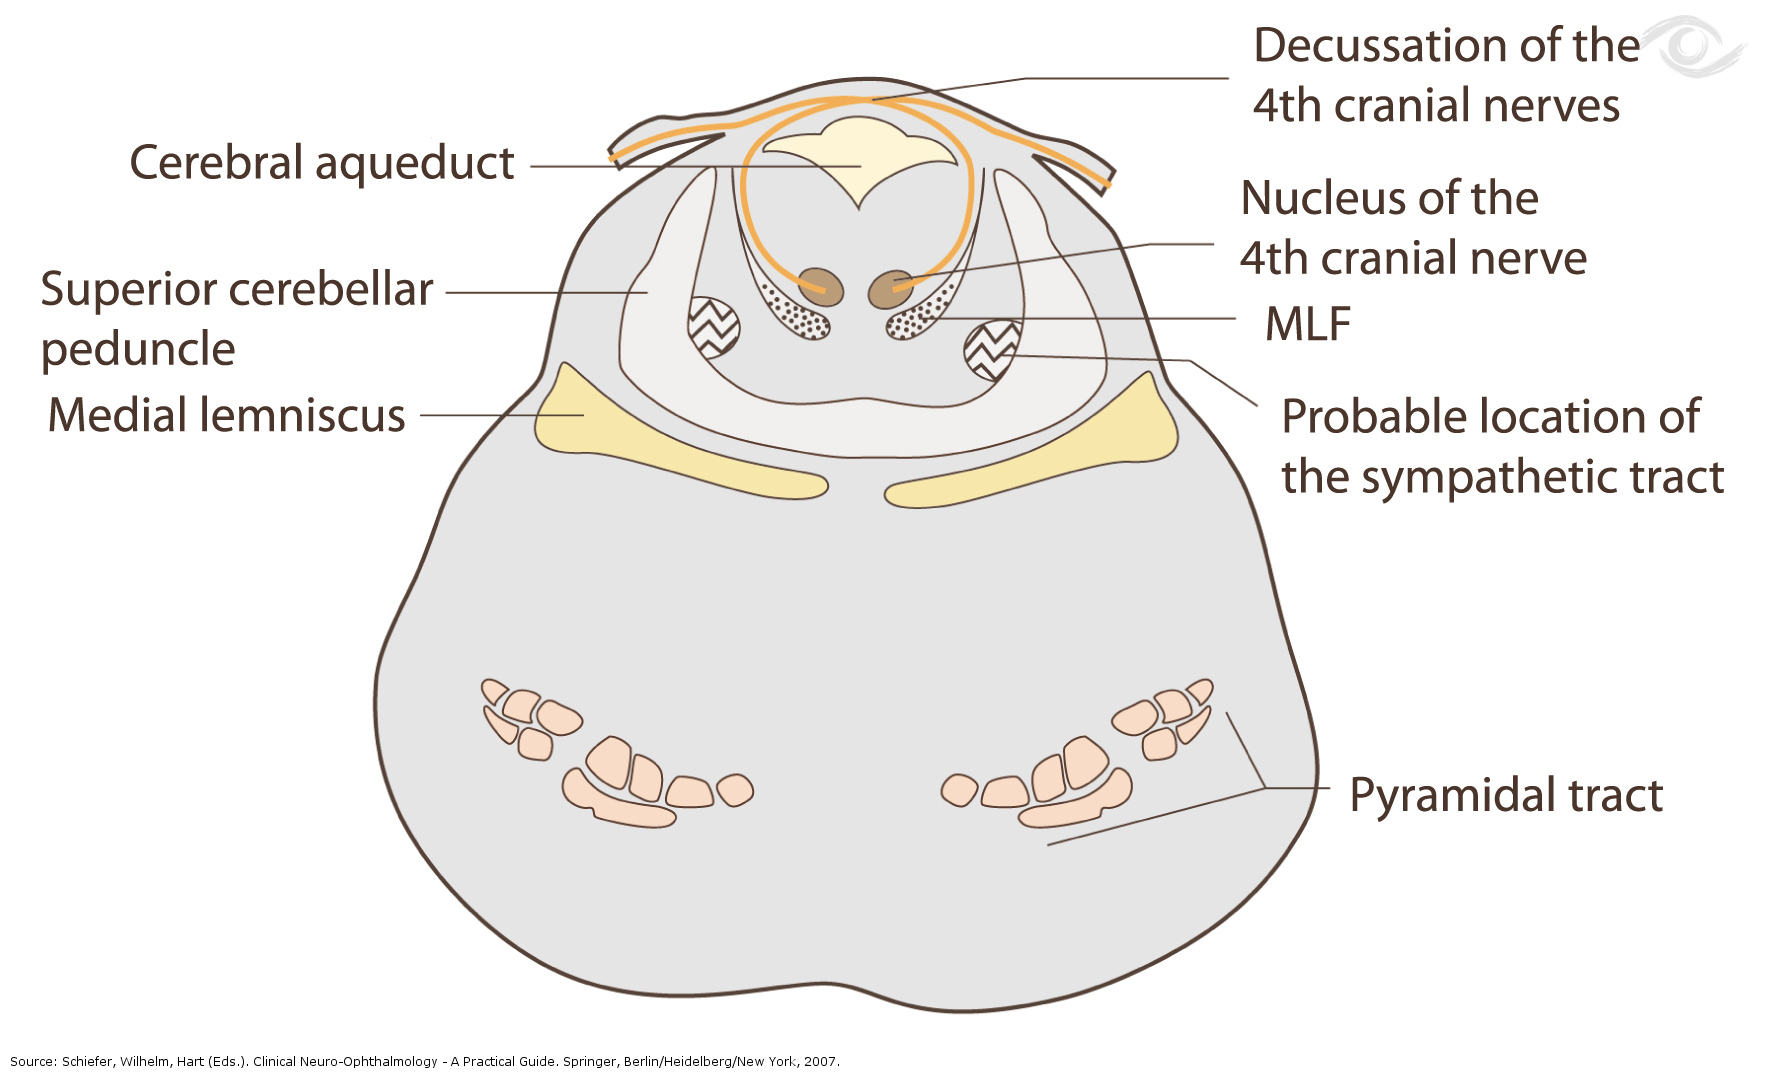 Decussation of the
4th cranial nerves
Cerebral aqueduct
Nucleus of the
4th cranial nerve
Superior cerebellar
peduncle
MLF
Medial lemniscus
Probable location of
the sympathetic tract
Pyramidal tract
Source: Schiefer, Wilhelm, Hart (Eds.). Clinical Neuro-Ophthalmology - A Practical Guide. Springer, Berlin/Heidelberg/New York, 2007.